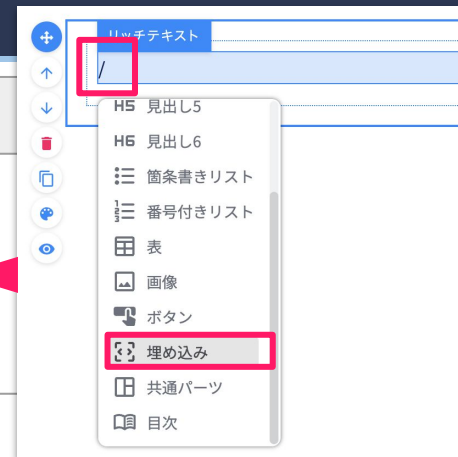 リッチテキスト
/
H5 見出し5
H6 見出し6
箇条書きリスト
番号付きリスト
表
画像
ボタン
埋め込み
共通パーツ
目次